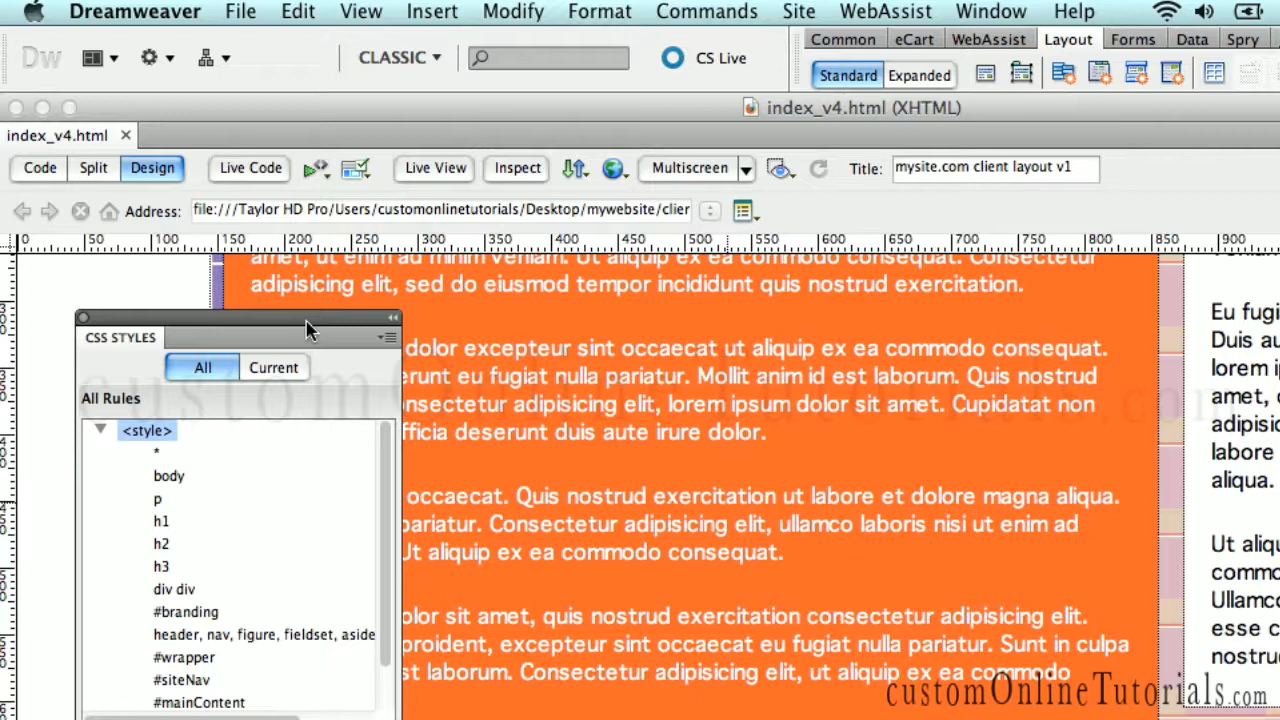 Dreamweaver File Edit View Insert Modify Format Commands Site WebAssist Window Help
Dw CLASSIC CS Live
Common eCart WebAssist Layout Forms Data Spry
Standard Expanded
index_v4.html (XHTML)
index_v4.html
Code Split Design Live Code Live View Inspect Multiscreen Title: mysite.com client layout v1
Address: file:///Taylor HD Pro/Users/customonlinetutorials/Desktop/mywebsite/clier
0 50 100 150 200 250 300 350 400 450 500 550 600 650 700 750 800 850 900
amet, ut enim ad minim veniam. Ut aliquip ex ea commodo consequat. Consectetur
adipisicing elit, sed do eiusmod tempor incididunt quis nostrud exercitation.
dolor excepteur sint occaecat ut aliquip ex ea commodo consequat.
erunt eu fugiat nulla pariatur. Mollit anim id est laborum. Quis nostrud
onsectetur adipisicing elit, lorem ipsum dolor sit amet. Cupidatat non
fficia deserunt duis aute irure dolor.
occaecat. Quis nostrud exercitation ut labore et dolore magna aliqua.
pariatur. Consectetur adipisicing elit, ullamco laboris nisi ut enim ad
Ut aliquip ex ea commodo consequat.
olor sit amet, quis nostrud exercitation consectetur adipisicing elit.
proident, excepteur sint occaecat eu fugiat nulla pariatur. Sunt in culpa
st laborum. Consectetur adipisicing elit, ut aliquip ex ea commodo
CSS STYLES
All Current
All Rules
<style>
*
body
p
h1
h2
h3
div div
#branding
header, nav, figure, fieldset, aside
#wrapper
#siteNav
#mainContent
Eu fugi
Duis au
lorem ip
amet, c
adipisic
labore
aliqua.
Ut aliqu
commo
Ullamco
esse c
nostrud
customOnlineTutorials.com